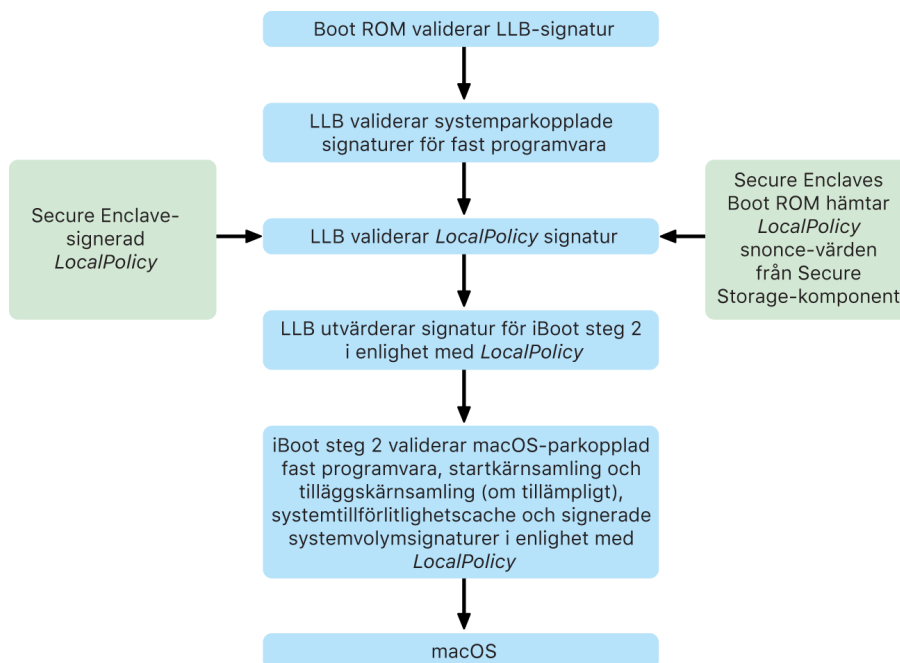 Boot ROM validerar LLB-signatur
LLB validerar systemparkopplade
signaturer för fast programvara
Secure Enclave-
signerad
LocalPolicy
LLB validerar LocalPolicy signatur
Secure Enclaves
Boot ROM hämtar
LocalPolicy
snonce-värden
från Secure
Storage-komponent
LLB utvärderar signatur för iBoot steg 2
i enlighet med LocalPolicy
iBoot steg 2 validerar macOS-parkopplad
fast programvara, startkärnsamling och
tilläggskärnsamling (om tillämpligt),
systemtillförlitlighetscache och signerade
systemvolymsignaturer i enlighet med
LocalPolicy
macOS